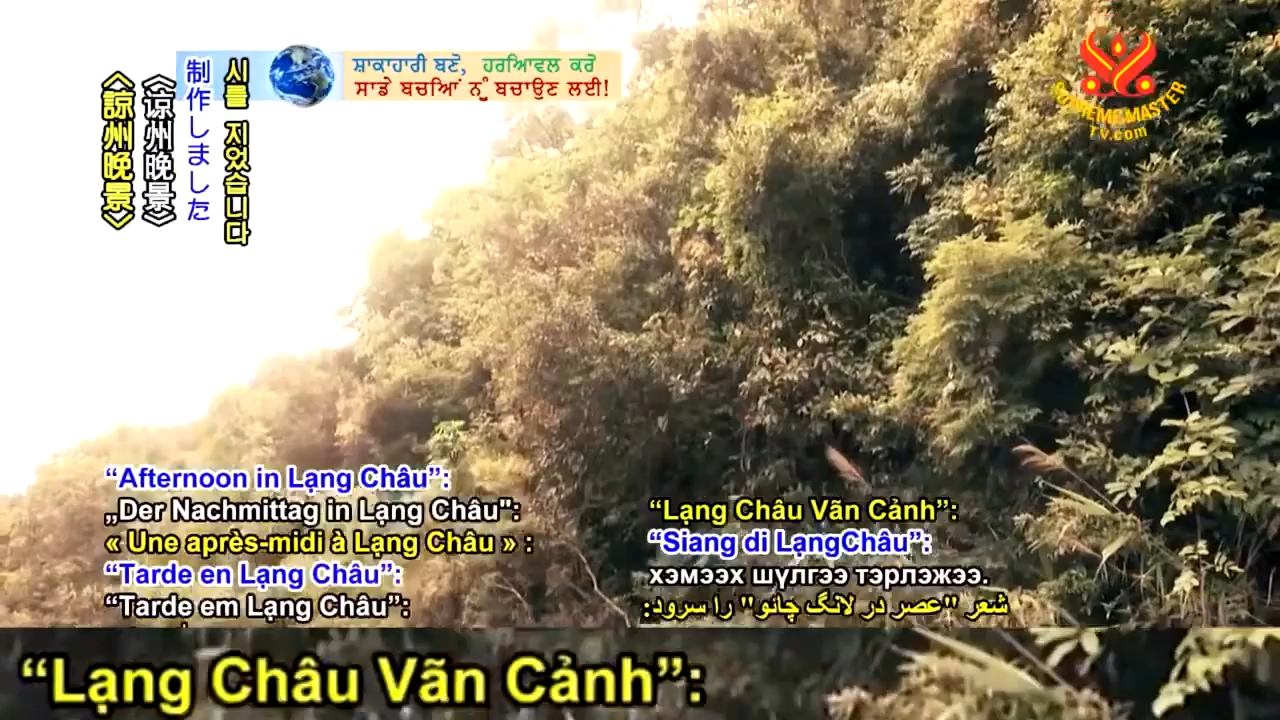 ਸ਼ਾਕਾਹਾਰੀ ਬਣੋ, ਹਰਿਆਵਲ ਕਰੋ
ਸਾਡੇ ਬਚਿਆਂ ਨੂੰ ਬਚਾਉਣ ਲਈ!
SUPREME MASTER
TV.com
시를 지었습니다
制作しました
《谅州晚景》
《諒州晚景》
“Afternoon in Lạng Châu”:
„Der Nachmittag in Lạng Châu":
« Une après-midi à Lạng Châu » :
“Tarde en Lạng Châu”:
“Tarde em Lạng Châu”:
“Lạng Châu Vãn Cảnh”:
“Siang di LạngChâu”:
хэмээх шүлгээ тэрлэжээ.
شعر "عصر در لانگ چائو" را سرود:
“Lạng Châu Vãn Cảnh”: